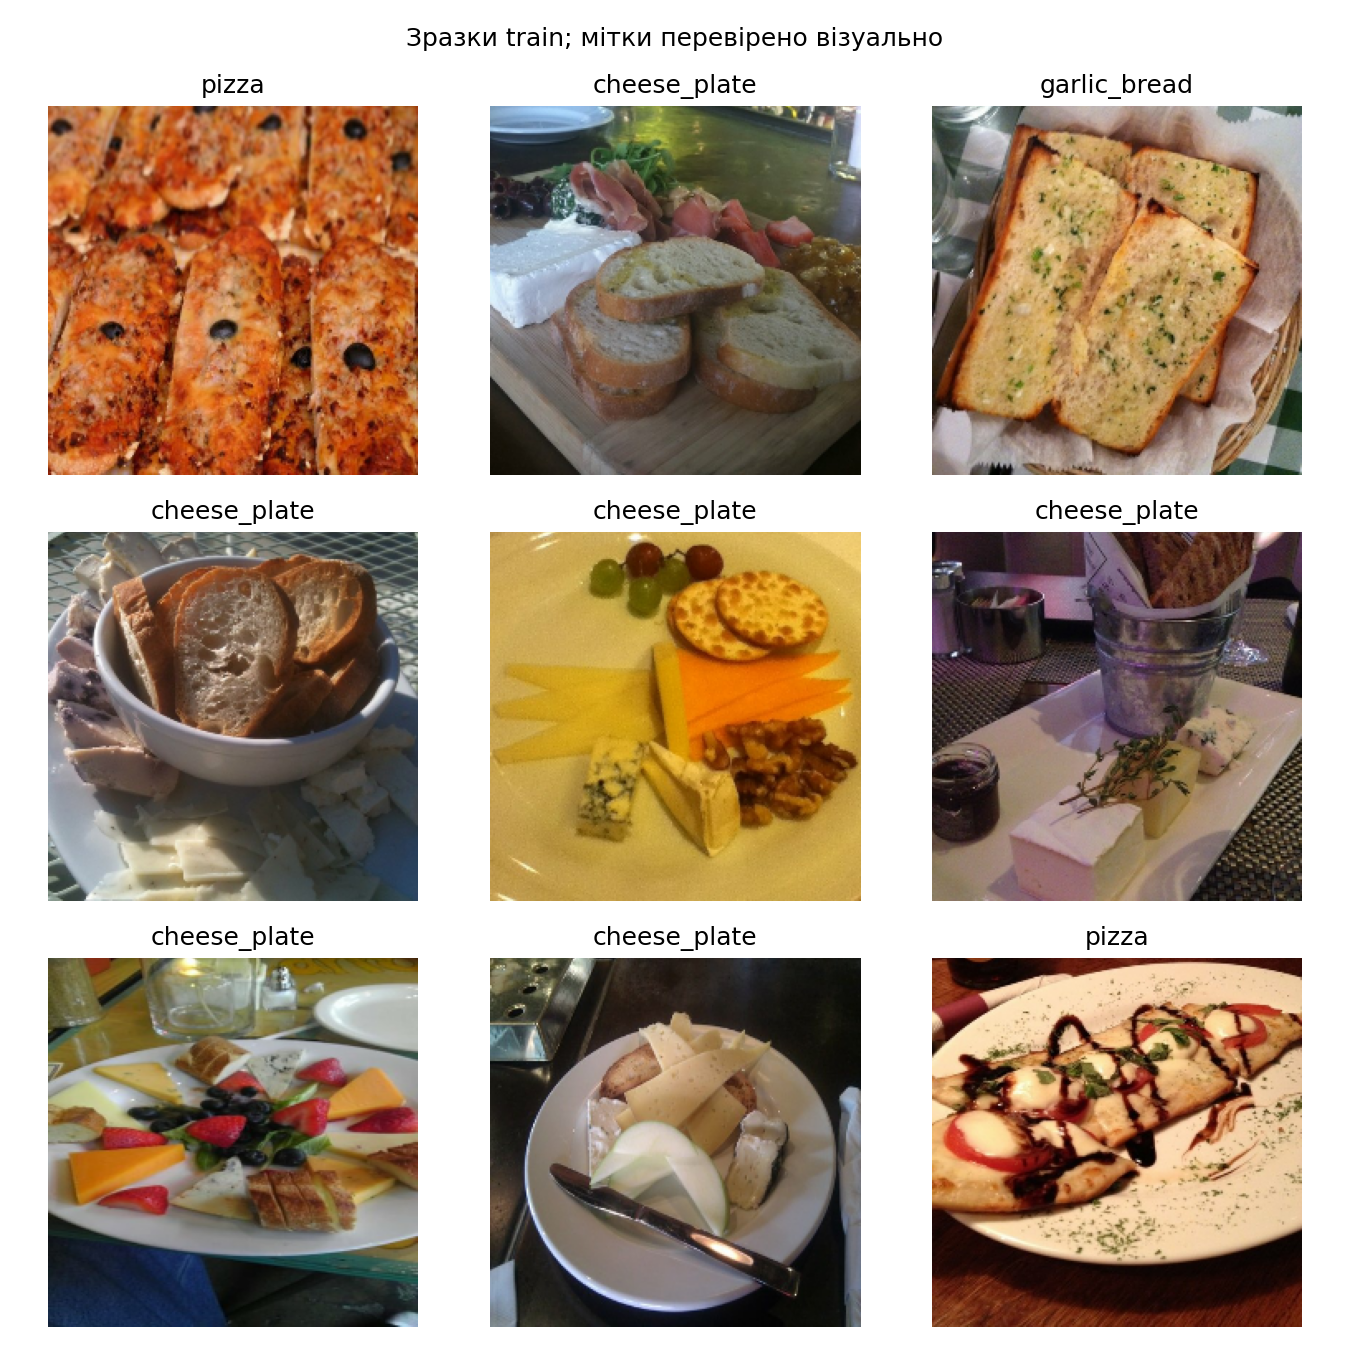 Зразки train; мітки перевірено візуально
pizza
cheese_plate
garlic_bread
cheese_plate
cheese_plate
cheese_plate
cheese_plate
cheese_plate
pizza